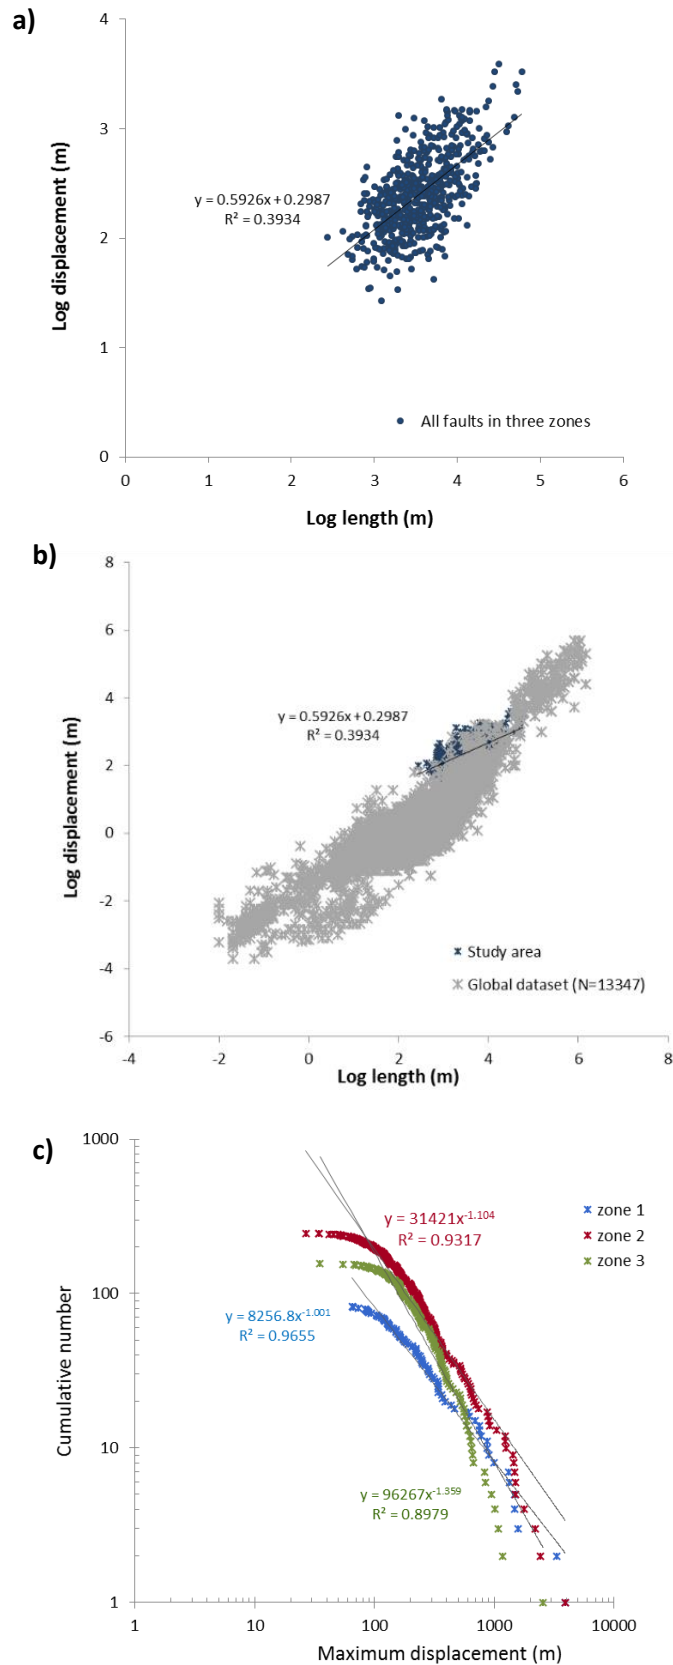 a)
4
3
2
1
0
Log displacement (m)
y = 0.5926x + 0.2987
R² = 0.3934
All faults in three zones
0 1 2 3 4 5 6
Log length (m)
b)
8
6
4
2
0
-2
-4
-6
Log displacement (m)
y = 0.5926x + 0.2987
R² = 0.3934
Study area
Global dataset (N=13347)
-4 -2 0 2 4 6 8
Log length (m)
c)
1000
100
10
1
Cumulative number
y = 31421x^-1.104
R² = 0.9317
zone 1
zone 2
zone 3
y = 8256.8x^-1.001
R² = 0.9655
y = 96267x^-1.359
R² = 0.8979
1 10 100 1000 10000
Maximum displacement (m)